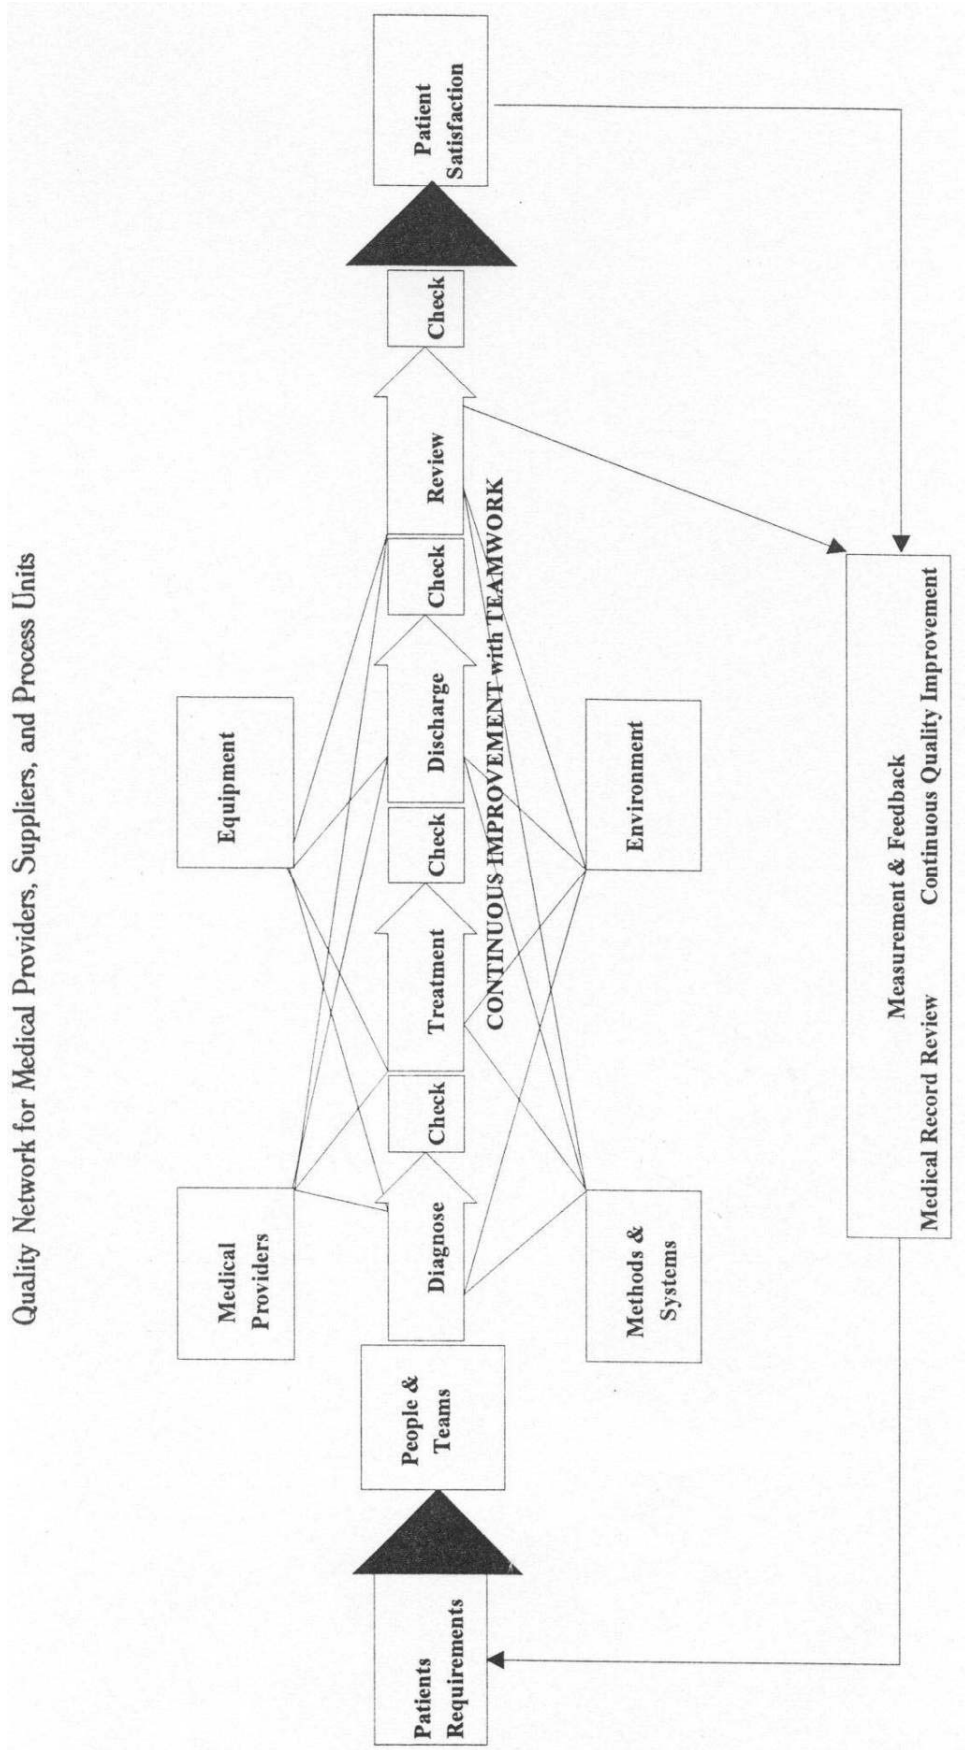 Quality Network for Medical Providers, Suppliers, and Process Units
Medical
Providers
Equipment
Patients
Requirements
People &
Teams
Diagnose
Check
Treatment
Check
Discharge
Check
Review
Check
Patient
Satisfaction
CONTINUOUS IMPROVEMENT with TEAMWORK
Methods &
Systems
Environment
Measurement & Feedback
Medical Record Review Continuous Quality Improvement